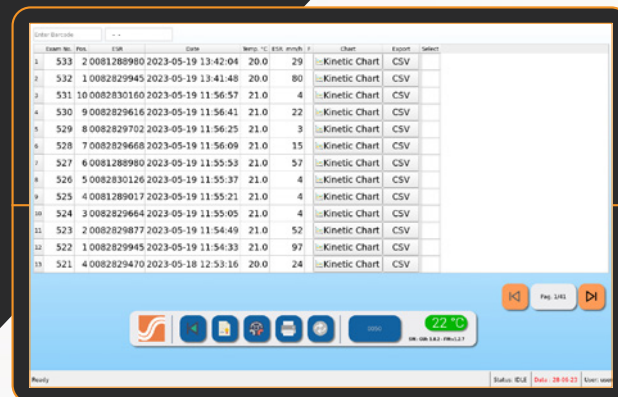 Enter Barcode
- -
Exam No. Pos. ESR Date Temp. °C ESR mm/h F Chart Export Select
1 533 2 0081288980 2023-05-19 13:42:04 20.0 29 Kinetic Chart CSV
2 532 1 0082829945 2023-05-19 13:41:48 20.0 80 Kinetic Chart CSV
3 531 10 0082830160 2023-05-19 11:56:57 21.0 4 Kinetic Chart CSV
4 530 9 0082829616 2023-05-19 11:56:41 21.0 22 Kinetic Chart CSV
5 529 8 0082829702 2023-05-19 11:56:25 21.0 3 Kinetic Chart CSV
6 528 7 0082829668 2023-05-19 11:56:09 21.0 15 Kinetic Chart CSV
7 527 6 0081288980 2023-05-19 11:55:53 21.0 57 Kinetic Chart CSV
8 526 5 0082830126 2023-05-19 11:55:37 21.0 4 Kinetic Chart CSV
9 525 4 0081289017 2023-05-19 11:55:21 21.0 4 Kinetic Chart CSV
10 524 3 0082829664 2023-05-19 11:55:05 21.0 4 Kinetic Chart CSV
11 523 2 0082829877 2023-05-19 11:54:49 21.0 52 Kinetic Chart CSV
12 522 1 0082829945 2023-05-19 11:54:33 21.0 97 Kinetic Chart CSV
13 521 4 0082829470 2023-05-18 12:53:16 20.0 24 Kinetic Chart CSV
Pag. 1/41
22 °C
Ready
Status: IDLE Date : 28-06-23 User: user